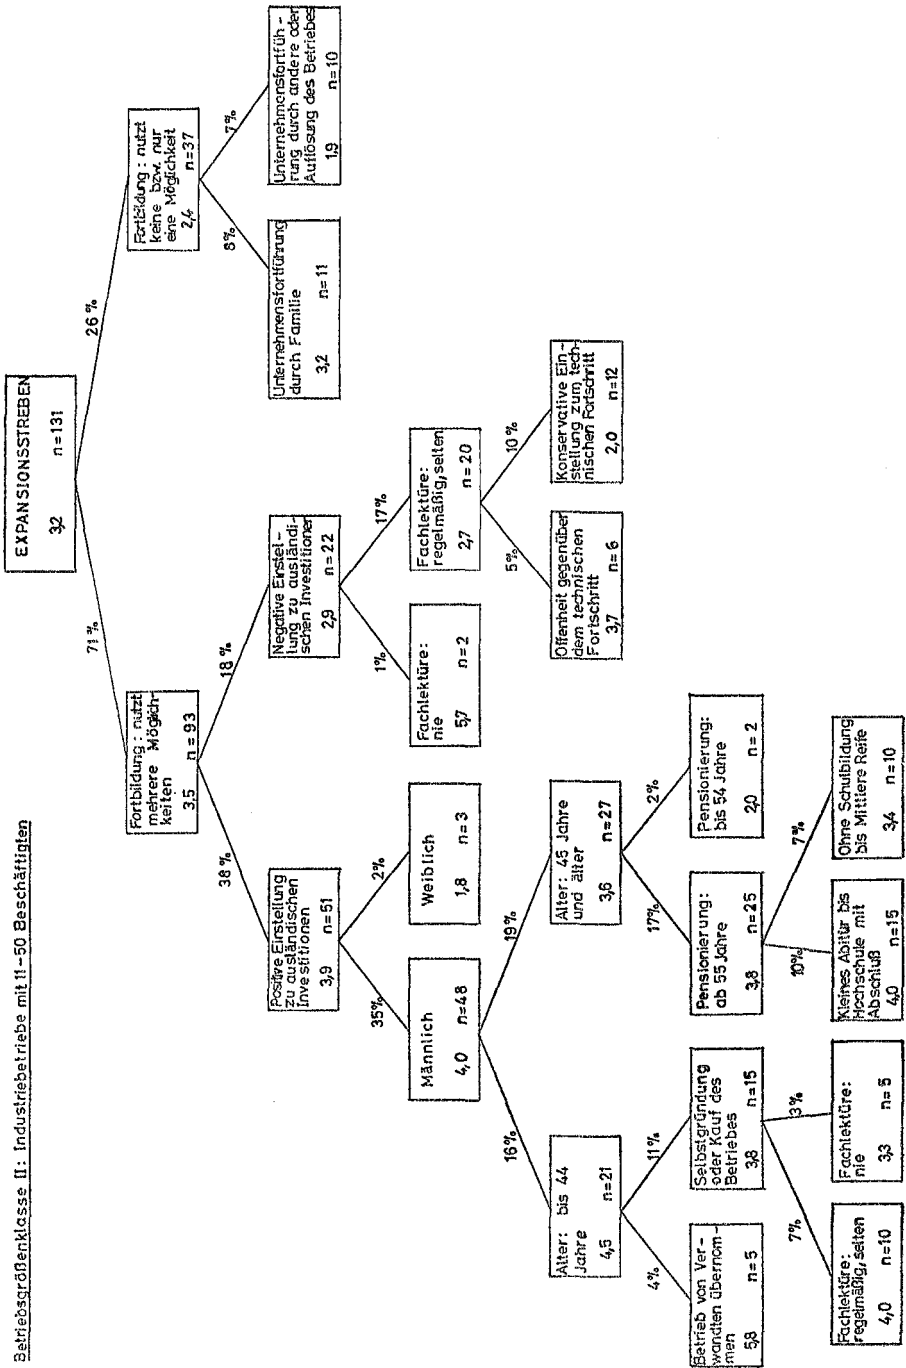 Betriebsgrößenklasse II: Industriebetriebe mit 11-50 Beschäftigten
EXPANSIONSSTREBEN
3,2 n=131
71%
26%
Fortbildung: nutzt
mehrere Möglich-
keiten
3,5 n=93
Fortbildung: nutzt
keine bzw. nur
eine Möglichkeit
2,4 n=37
38%
18%
8%
7%
Positive Einstellung
zu ausländischen
Investitionen
3,9 n=51
Negative Einstel-
lung zu ausländi-
schen Investitionen
2,9 n=22
Unternehmensfortführung
durch Familie
3,2 n=11
Unternehmensfortfüh-
rung durch andere oder
Auflösung des Betriebes
1,9 n=10
35%
2%
1%
17%
Männlich
4,0 n=48
Weiblich
1,8 n=3
Fachlektüre:
nie
5,7 n=2
Fachlektüre:
regelmäßig, selten
2,7 n=20
16%
19%
5%
10%
Alter: bis 44
Jahre
4,5 n=21
Alter: 45 Jahre
und älter
3,6 n=27
Offenheit gegenüber
dem technischen
Fortschritt
3,7 n=6
Konservative Ein-
stellung zum tech-
nischen Fortschritt
2,0 n=12
4%
11%
17%
2%
Betrieb von Ver-
wandten übernom-
men
5,8 n=5
Selbstgründung
oder Kauf des
Betriebes
3,8 n=15
Pensionierung:
ab 55 Jahre
3,8 n=25
Pensionierung:
bis 54 Jahre
2,0 n=2
7%
3%
10%
7%
Fachlektüre:
regelmäßig, selten
4,0 n=10
Fachlektüre:
nie
3,3 n=5
Kleines Abitur bis
Hochschule mit
Abschluß
4,0 n=15
Ohne Schulbildung
bis Mittlere Reife
3,4 n=10